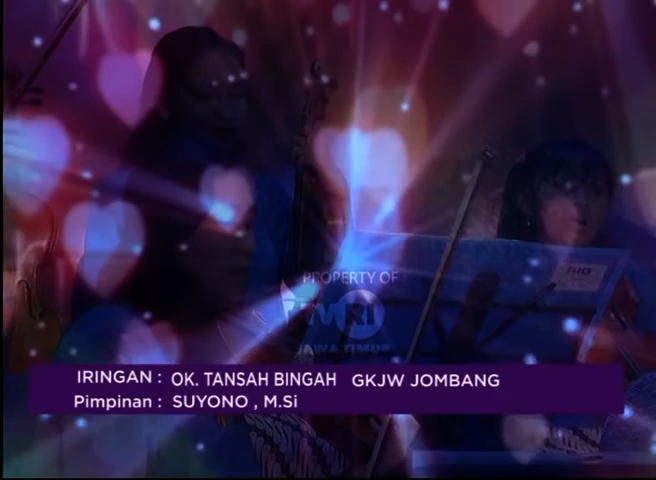 PROPERTY OF
TVRI
JAWA TIMUR
IRINGAN : OK. TANSAH BINGAH GKJW JOMBANG
Pimpinan : SUYONO , M.Si